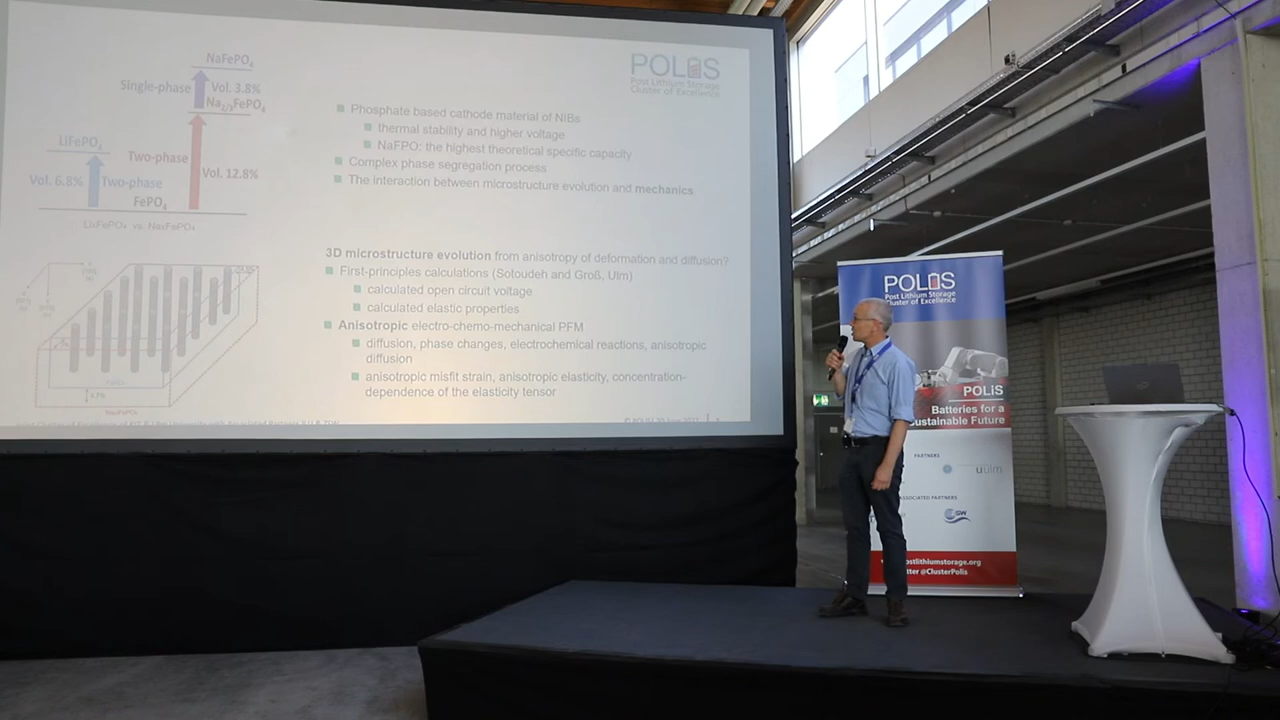 NaFePO₄
Single-phase
Vol. 3.8%
Na₂/₃FePO₄
LiFePO₄
Two-phase
Vol. 12.8%
Vol. 6.8%
Two-phase
FePO₄
LiₓFePO₄ vs. NaₓFePO₄
POLiS
Post Lithium Storage
Cluster of Excellence
Phosphate based cathode material of NIBs
thermal stability and higher voltage
NaFPO: the highest theoretical specific capacity
Complex phase segregation process
The interaction between microstructure evolution and mechanics
3D microstructure evolution from anisotropy of deformation and diffusion?
First-principles calculations (Sotoudeh and Groß, Ulm)
calculated open circuit voltage
calculated elastic properties
Anisotropic electro-chemo-mechanical PFM
diffusion, phase changes, electrochemical reactions, anisotropic
diffusion
anisotropic misfit strain, anisotropic elasticity, concentration-
dependence of the elasticity tensor
POLiS
Post Lithium Storage
Cluster of Excellence
POLiS
Batteries for a
ustainable Future
PARTNERS
uulm
ASSOCIATED PARTNERS
ostlithiumstorage.org
tter @ClusterPolis